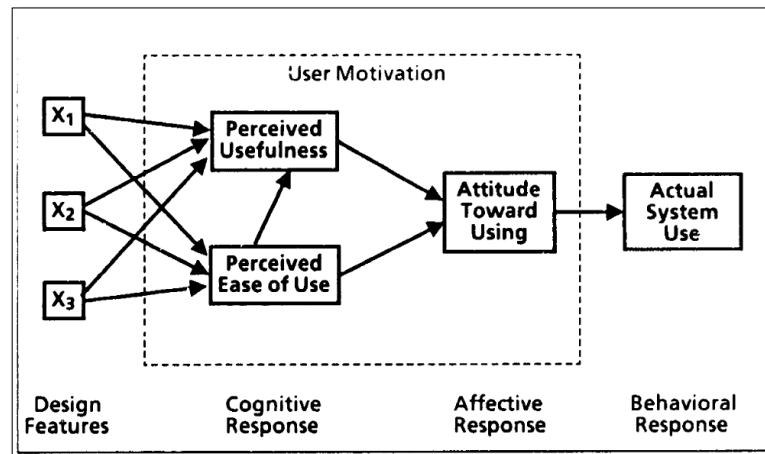 User Motivation
X1
Perceived
Usefulness
X2
Attitude
Toward
Using
Actual
System
Use
Perceived
Ease of Use
X3
Design
Features
Cognitive
Response
Affective
Response
Behavioral
Response